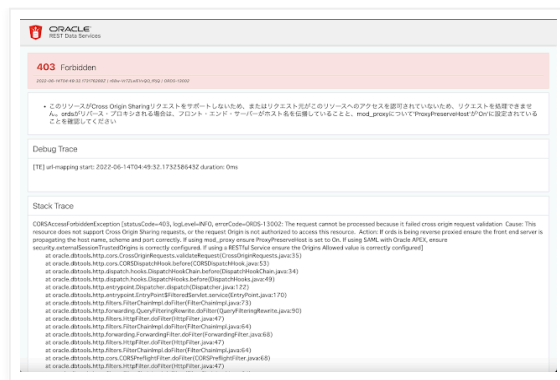 ORACLE
REST Data Services
403 Forbidden
• このリソースがCross Origin Sharingリクエストをサポートしないため、またはリクエスト元がこのリソースへのアクセスを認可されていないため、リクエストを処理できませ
ん。ordsがリバース・プロキシされる場合は、フロント・エンド・サーバーがホスト名を伝播していることと、mod_proxyについて"ProxyPreserveHost"が"On"に設定されている
ことを確認してください
Debug Trace
[TE] url-mapping start: 2022-06-14T04:49:32.173258643Z duration: 0ms
Stack Trace
CORSAccessForbiddenException [statusCode=403, logLevel=INFO, errorCode=ORDS-13002: The request cannot be processed because it failed cross origin request validation Cause: This
resource does not support Cross Origin Sharing requests, or the request Origin is not authorized to access this resource. Action: If ords is being reverse proxied ensure the front end server is
propagating the host name, scheme and port correctly. If using mod_proxy ensure ProxyPreserveHost is set to On. If using SAML with Oracle APEX, ensure
security.externalSessionTrustedOrigins is correctly configured. If using a RESTful Service ensure the Origins Allowed value is correctly configured]
at oracle.dbtools.http.cors.CrossOriginRequests.validateRequest(CrossOriginRequests.java:35)
at oracle.dbtools.http.cors.CORSDispatchHook.before(CORSDispatchHook.java:53)
at oracle.dbtools.http.dispatch.hooks.DispatchHookChain.before(DispatchHookChain.java:34)
at oracle.dbtools.http.dispatch.hooks.DispatchHooks.before(DispatchHooks.java:49)
at oracle.dbtools.http.entrypoint.Dispatcher.dispatch(Dispatcher.java:122)
at oracle.dbtools.http.entrypoint.EntryPoint$FilteredServlet.service(EntryPoint.java:170)
at oracle.dbtools.http.filters.FilterChainImpl.doFilter(FilterChainImpl.java:73)
at oracle.dbtools.http.forwarding.QueryFilteringRewrite.doFilter(QueryFilteringRewrite.java:90)
at oracle.dbtools.http.filters.HttpFilter.doFilter(HttpFilter.java:47)
at oracle.dbtools.http.filters.FilterChainImpl.doFilter(FilterChainImpl.java:64)
at oracle.dbtools.http.forwarding.ForwardingFilter.doFilter(ForwardingFilter.java:68)
at oracle.dbtools.http.filters.HttpFilter.doFilter(HttpFilter.java:47)
at oracle.dbtools.http.filters.FilterChainImpl.doFilter(FilterChainImpl.java:64)
at oracle.dbtools.http.cors.CORSPreflightFilter.doFilter(CORSPreflightFilter.java:68)
at oracle.dbtools.http.filters.HttpFilter.doFilter(HttpFilter.java:47)